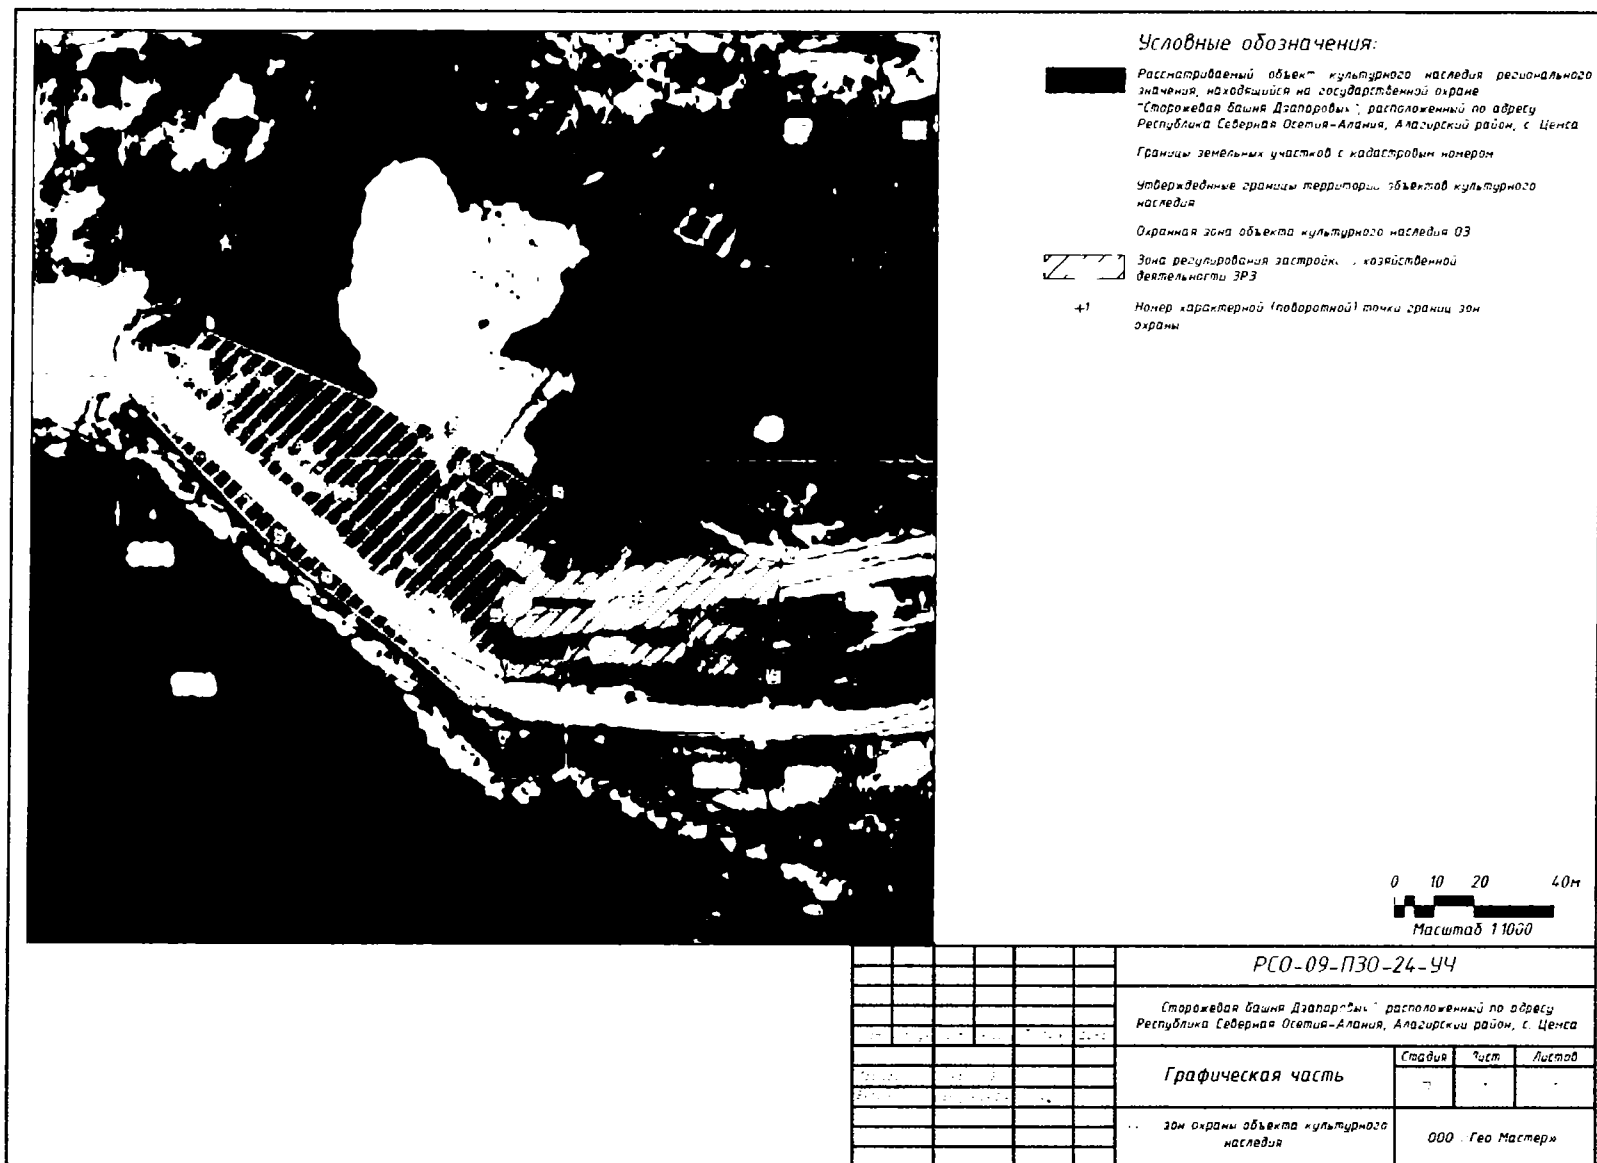 Условные обозначения:
Рассматриваемый объект культурного наследия регионального
значения, находящийся на государственной охране
"Сторожевая башня Дзапаровых", расположенный по адресу
Республика Северная Осетия-Алания, Алагирский район, с. Цемса
Границы земельных участков с кадастровым номером
Утвержденные границы территории объектов культурного
наследия
Охранная зона объекта культурного наследия ОЗ
Зона регулирования застройки, хозяйственной
деятельности ЗРЗ
+1 Номер характерной (поворотной) точки границ зон
охраны
0 10 20 40м
Масштаб 1:1000
РСО-09-ПЗО-24-УЧ
Сторожевая башня Дзапаровых" расположенный по адресу
Республика Северная Осетия-Алания, Алагирский район, с. Цемса
Графическая часть
Стадия Лист Листов
зон охраны объекта культурного
наследия
ООО Гео Мастер»